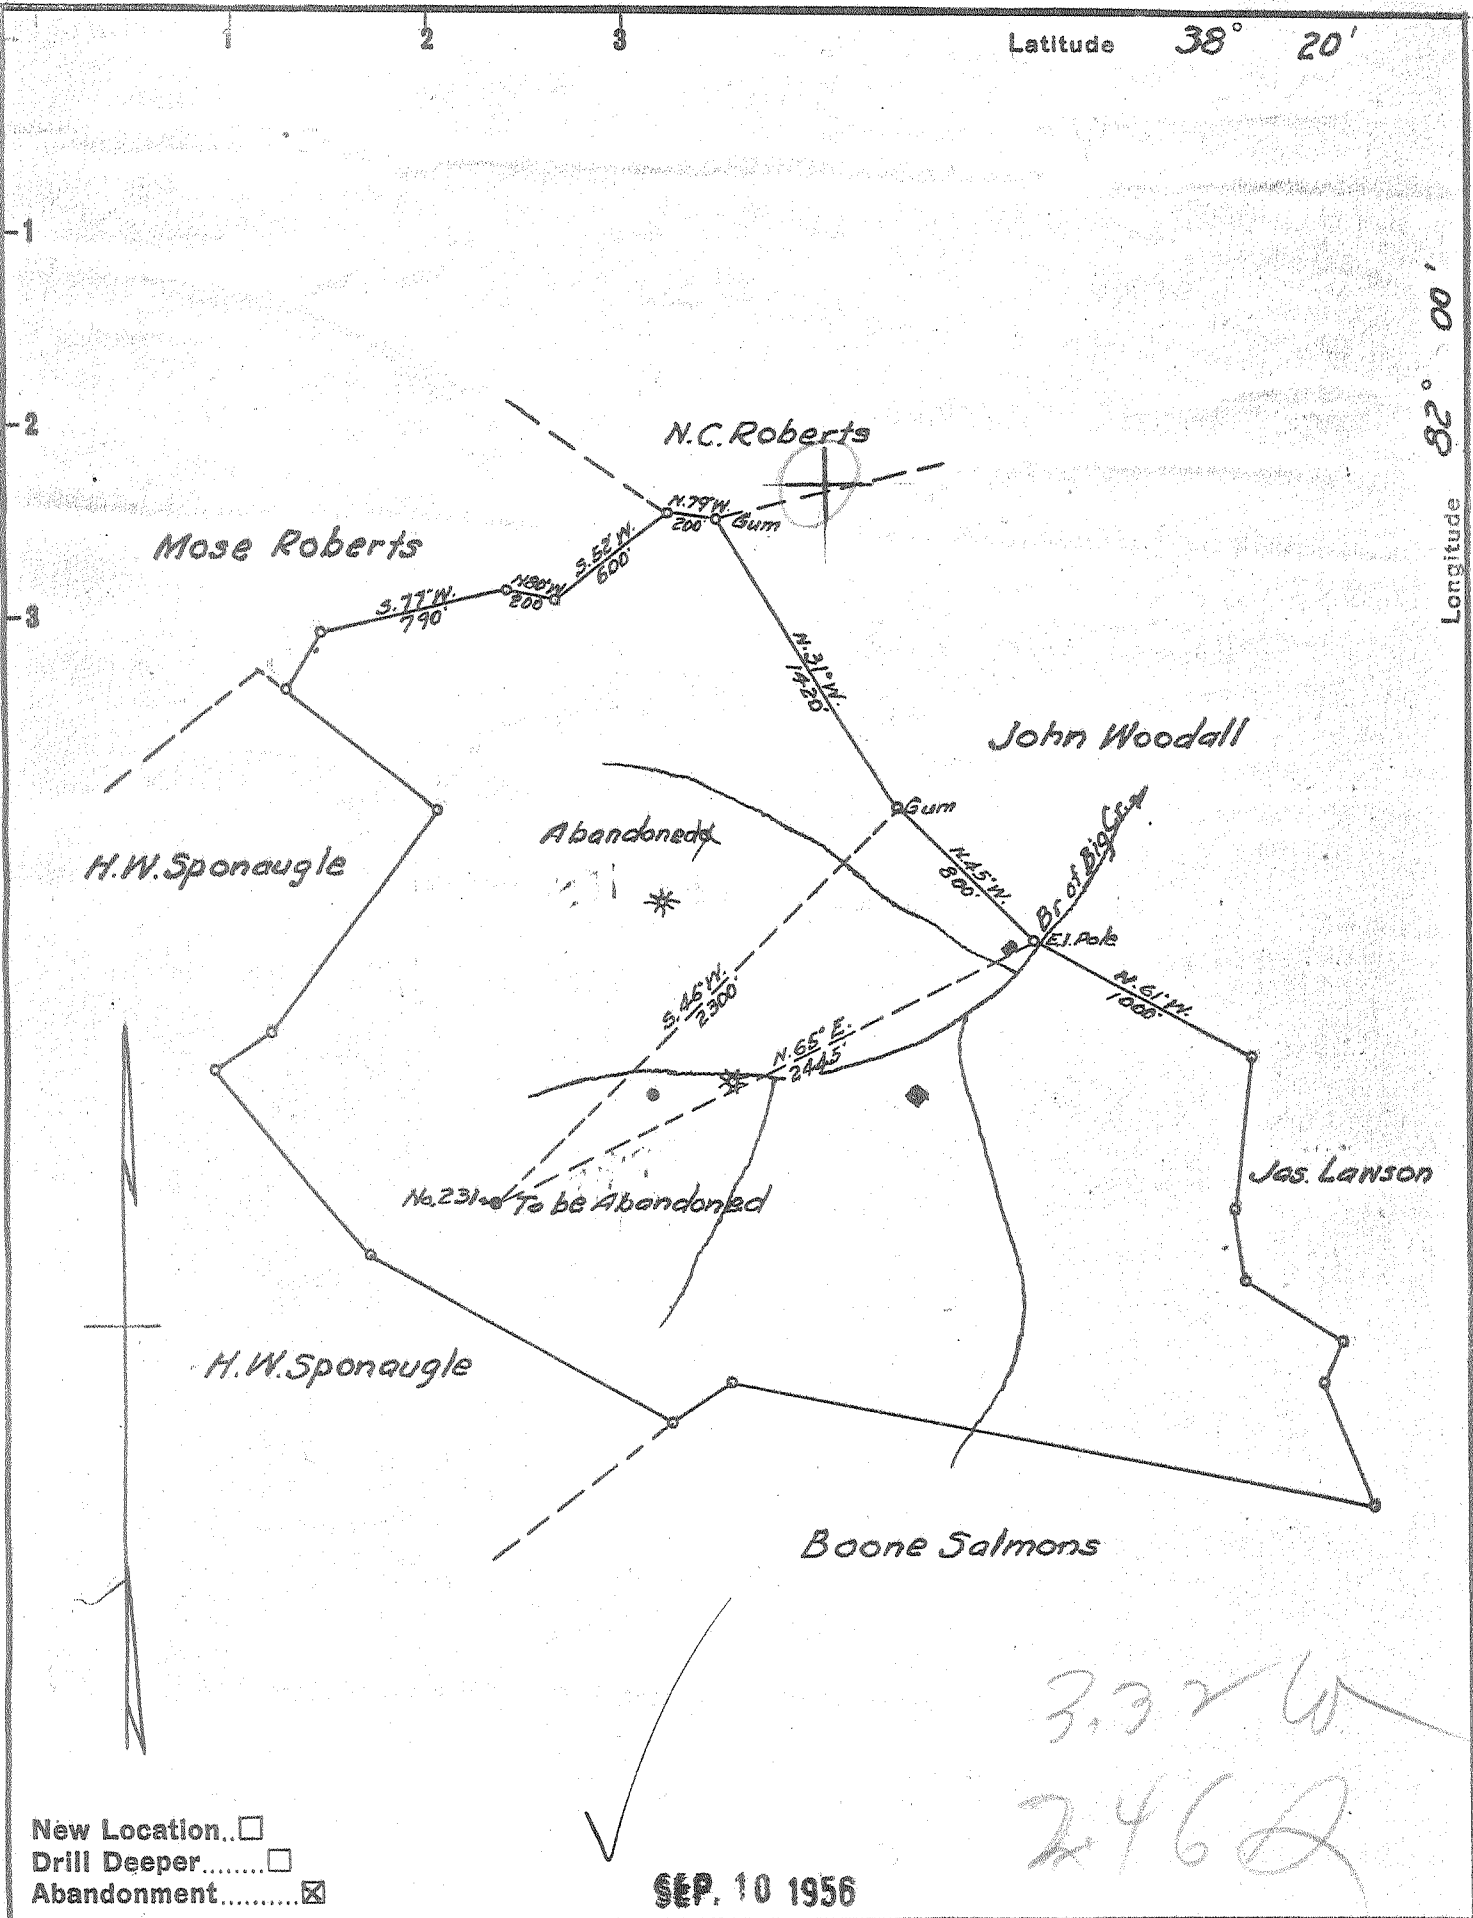 1 2 3
Latitude 38° 20'
1
82° 00'
Longitude
2
N.C. Roberts
N.79°W.
200'
Gum
Mose Roberts
S.52°W.
600'
N.80°W.
200'
S.77°W.
790'
3
N.31°W.
1420'
John Woodall
Gum
Abandoned
H.W. Sponaugle
N.45°W.
800'
Br. of Big Cr.
El. Pole
N.61°W.
1000'
S.46°W.
2300'
N.65°E.
2445'
Jas. Lawson
No. 231
To be Abandoned
H.W. Sponaugle
Boone Salmons
3.32 W
2.46
New Location..☐
Drill Deeper........☐
Abandonment..........☒
SEP. 10 1956